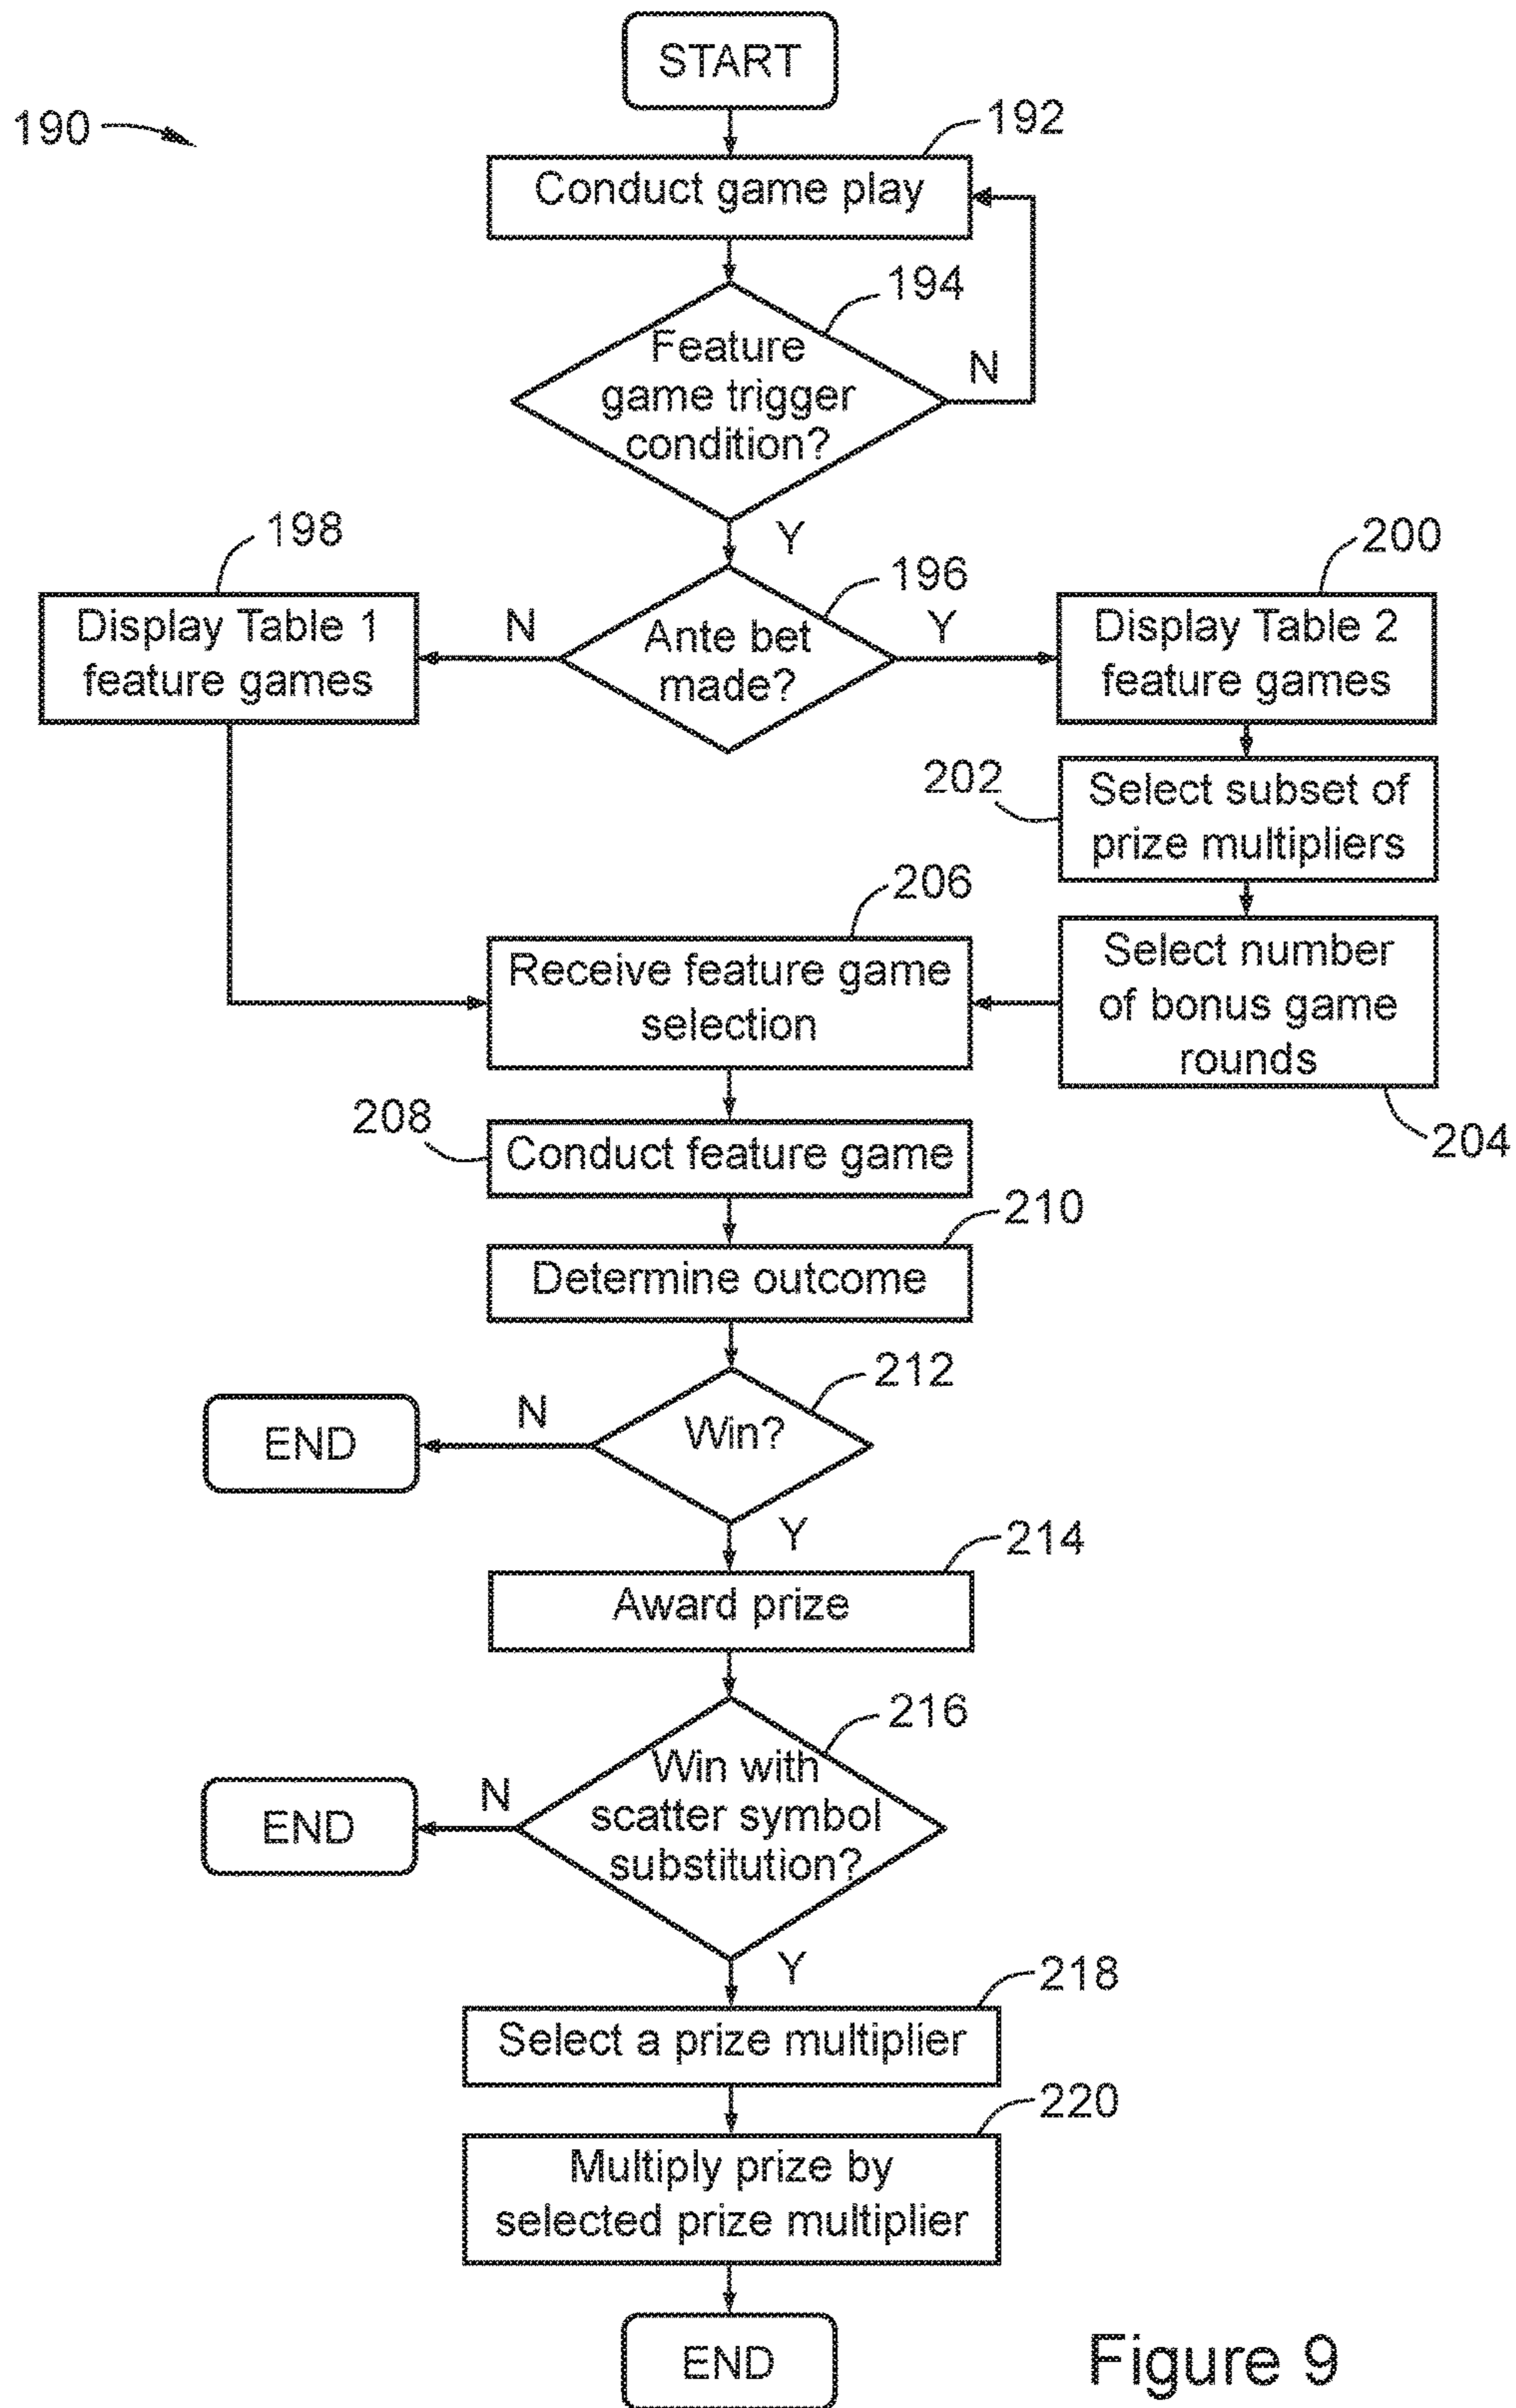 START
190
192
Conduct game play
194
Feature
game trigger
condition?
N
Y
198
200
196
Display Table 1
feature games
N
Ante bet
made?
Y
Display Table 2
feature games
202
Select subset of
prize multipliers
206
Receive feature game
selection
Select number
of bonus game
rounds
204
208
Conduct feature game
210
Determine outcome
212
Win?
N
END
Y
214
Award prize
216
Win with
scatter symbol
substitution?
N
END
Y
218
Select a prize multiplier
220
Multiply prize by
selected prize multiplier
END
Figure 9